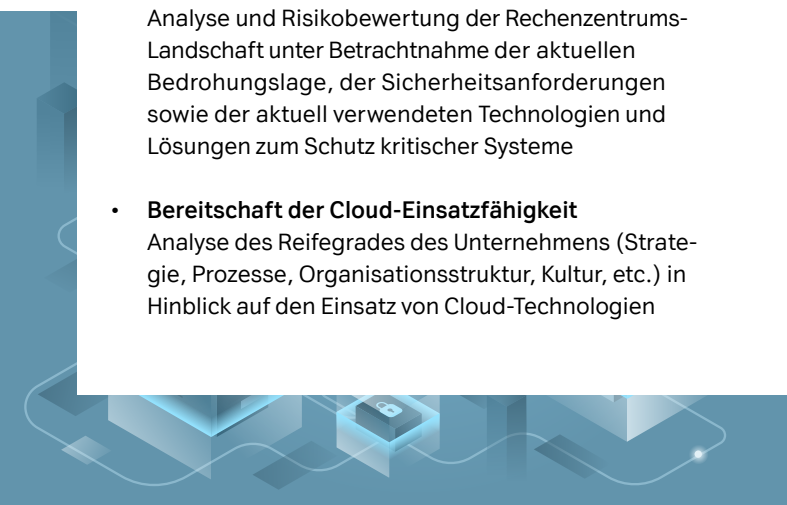 Analyse und Risikobewertung der Rechenzentrums-
Landschaft unter Betrachtnahme der aktuellen
Bedrohungslage, der Sicherheitsanforderungen
sowie der aktuell verwendeten Technologien und
Lösungen zum Schutz kritischer Systeme
• Bereitschaft der Cloud-Einsatzfähigkeit
Analyse des Reifegrades des Unternehmens (Strate-
gie, Prozesse, Organisationsstruktur, Kultur, etc.) in
Hinblick auf den Einsatz von Cloud-Technologien